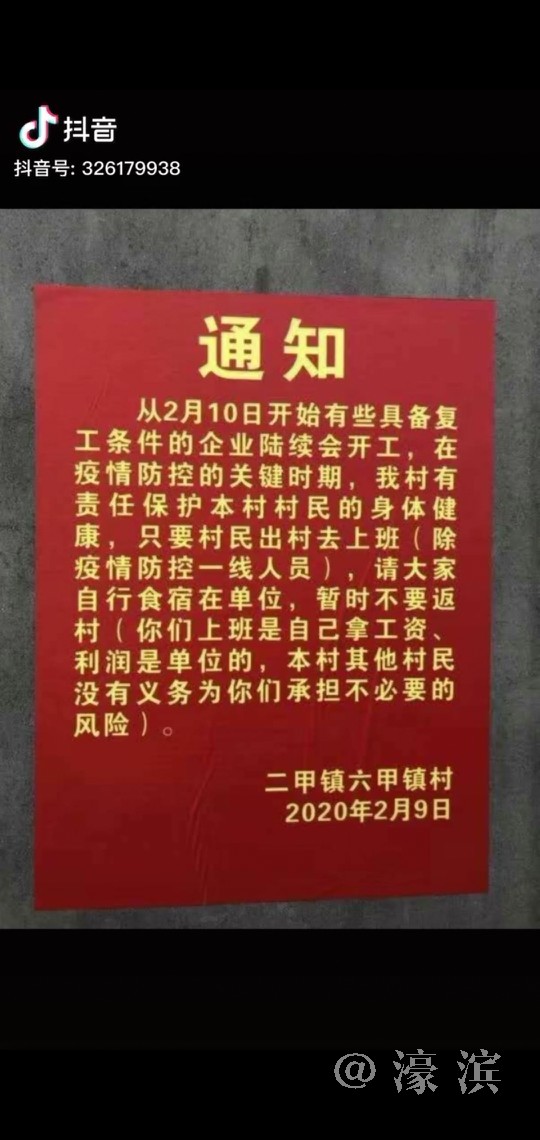 抖音
抖音号: 326179938
通知
从2月10日开始有些具备复
工条件的企业陆续会开工，在
疫情防控的关键时期，我村有
责任保护本村村民的身体健
康，只要村民出村去上班（除
疫情防控一线人员），请大家
自行食宿在单位，暂时不要返
村（你们上班是自己拿工资、
利润是单位的，本村其他村民
没有义务为你们承担不必要的
风险）。
二甲镇六甲镇村
2020年2月9日
@濠滨